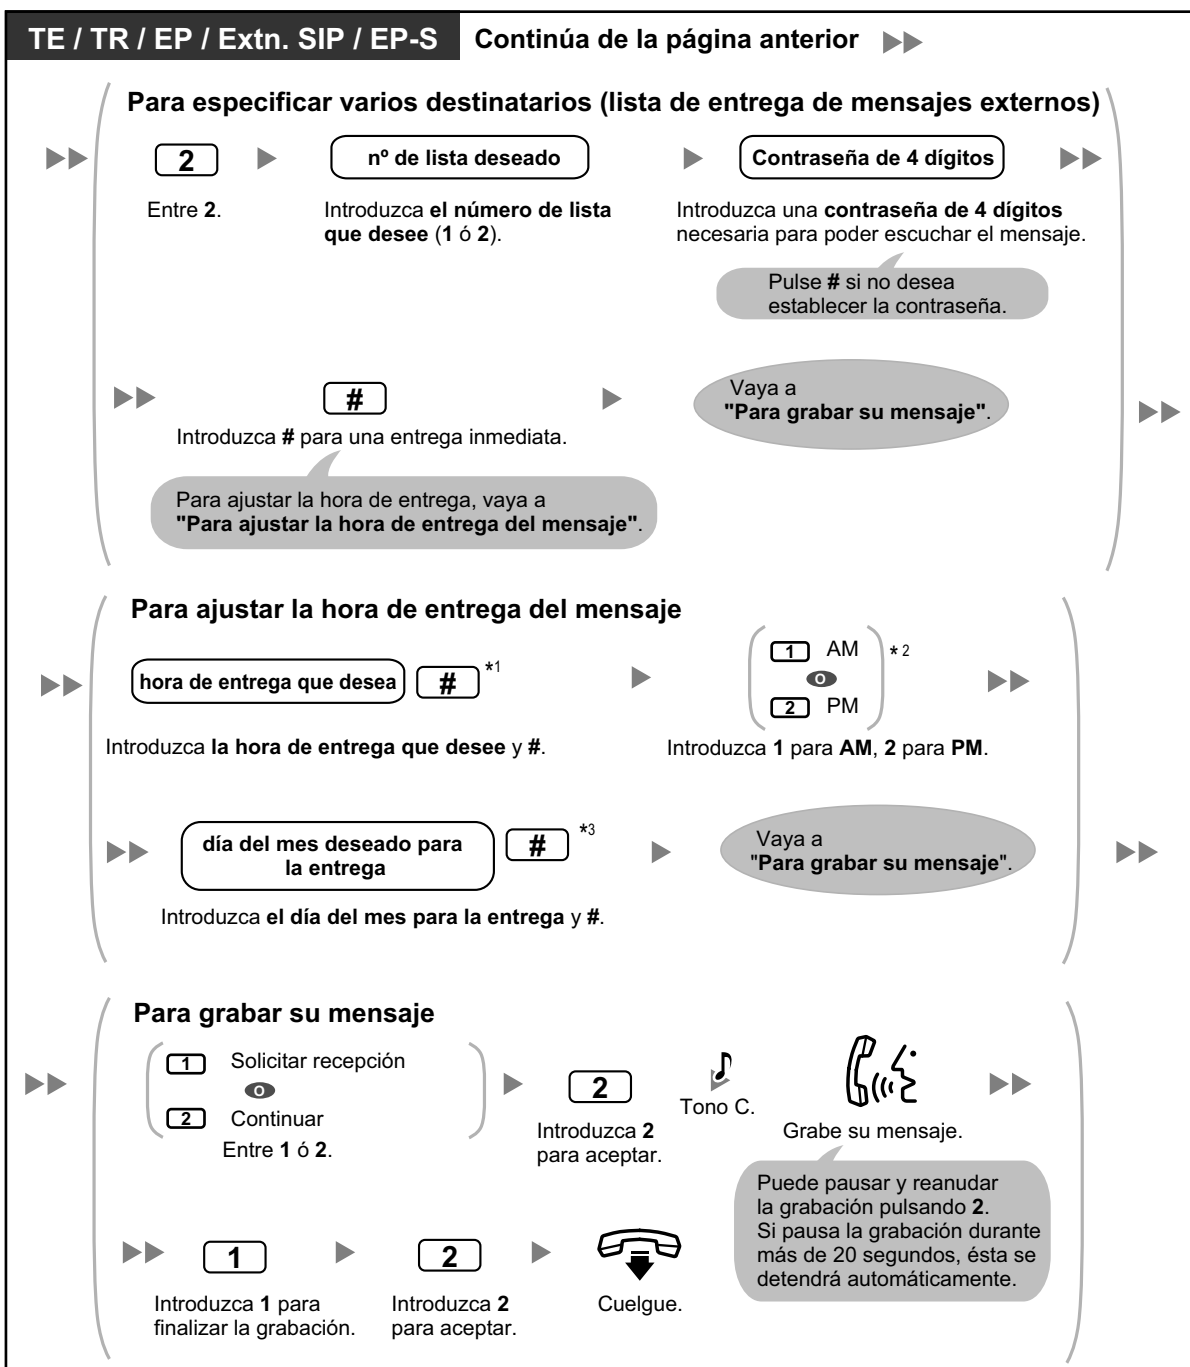 TE / TR / EP / Extn. SIP / EP-S Continúa de la página anterior
Para especificar varios destinatarios (lista de entrega de mensajes externos)
2 nº de lista deseado Contraseña de 4 dígitos
Entre 2.
Introduzca el número de lista
que desee (1 ó 2).
Introduzca una contraseña de 4 dígitos
necesaria para poder escuchar el mensaje.
Pulse # si no desea
establecer la contraseña.
#
Introduzca # para una entrega inmediata.
Vaya a
"Para grabar su mensaje".
Para ajustar la hora de entrega, vaya a
"Para ajustar la hora de entrega del mensaje".
Para ajustar la hora de entrega del mensaje
hora de entrega que desea # *1
1 AM
O
2 PM
*2
Introduzca la hora de entrega que desee y #.
Introduzca 1 para AM, 2 para PM.
día del mes deseado para
la entrega
# *3
Vaya a
"Para grabar su mensaje".
Introduzca el día del mes para la entrega y #.
Para grabar su mensaje
1 Solicitar recepción
O
2 Continuar
Entre 1 ó 2.
2
Introduzca 2
para aceptar.
Tono C.
Grabe su mensaje.
Puede pausar y reanudar
la grabación pulsando 2.
Si pausa la grabación durante
más de 20 segundos, ésta se
detendrá automáticamente.
1
Introduzca 1 para
finalizar la grabación.
2
Introduzca 2
para aceptar.
Cuelgue.